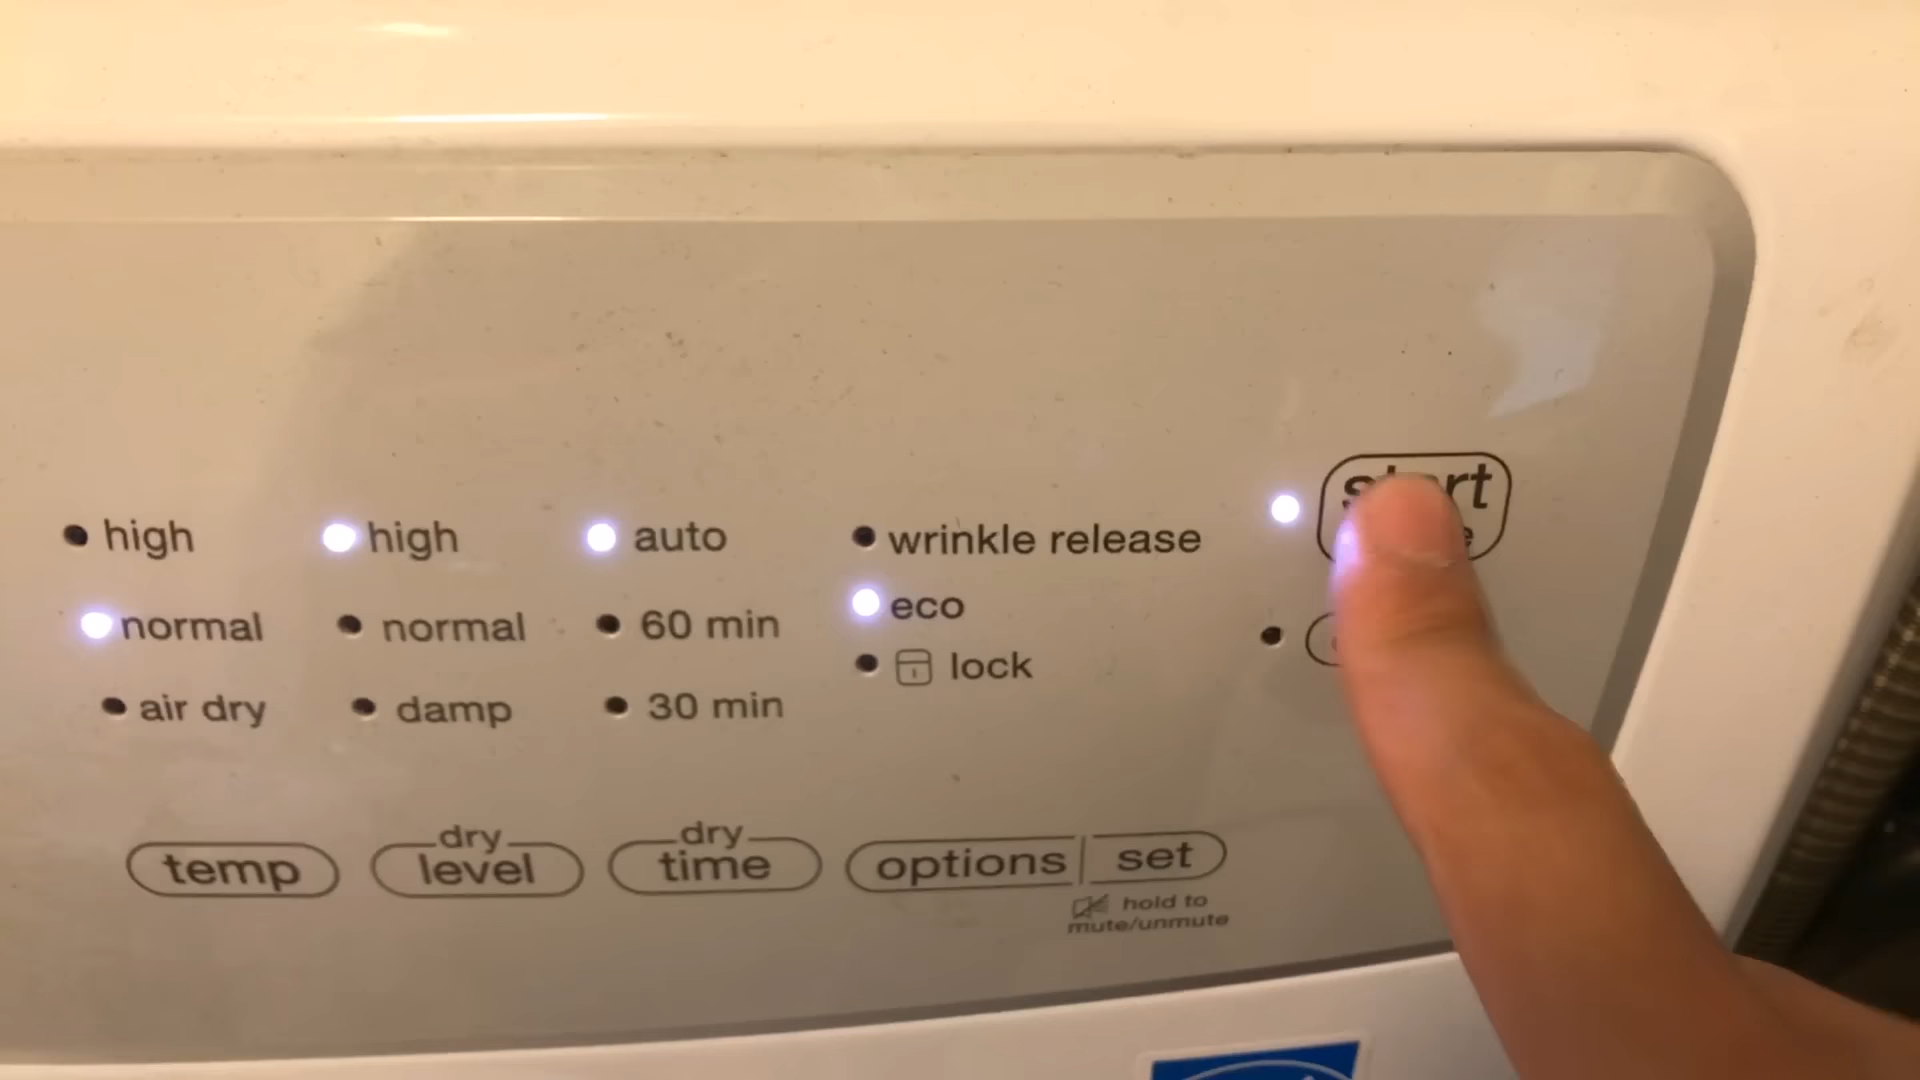 start
high high auto wrinkle release
eco
normal normal 60 min
lock
air dry damp 30 min
temp dry level dry time options set
hold to
mute/unmute